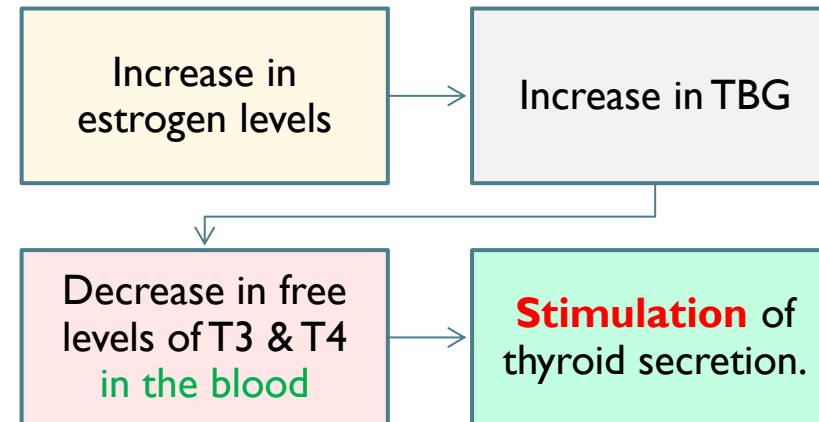 Increase in
estrogen levels
Increase in TBG
Decrease in free
levels of T3 & T4
in the blood
Stimulation of
thyroid secretion.